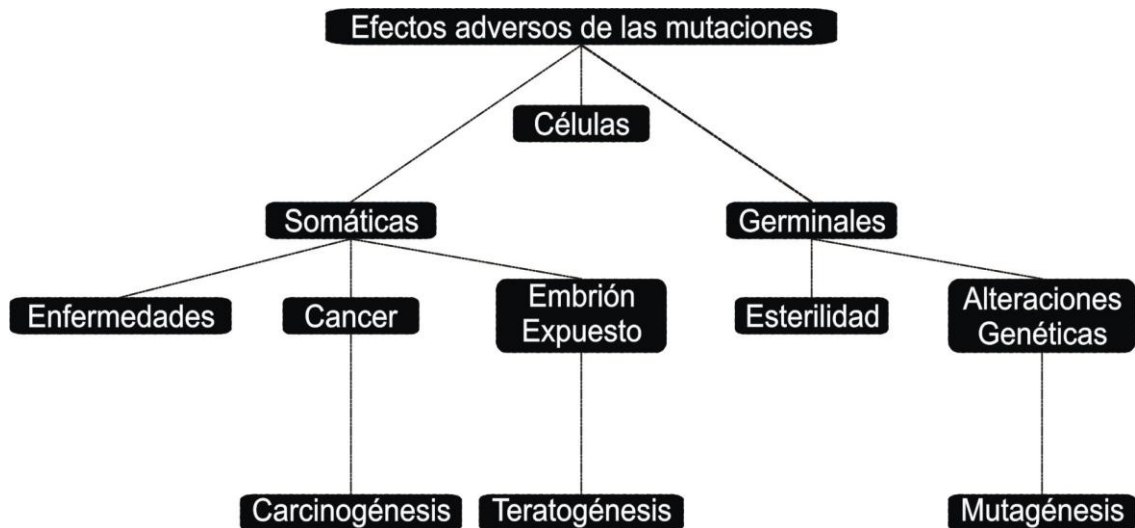 Efectos adversos de las mutaciones
Células
Somáticas
Germinales
Enfermedades
Cancer
Embrión
Expuesto
Esterilidad
Alteraciones
Genéticas
Carcinogénesis
Teratogénesis
Mutagénesis